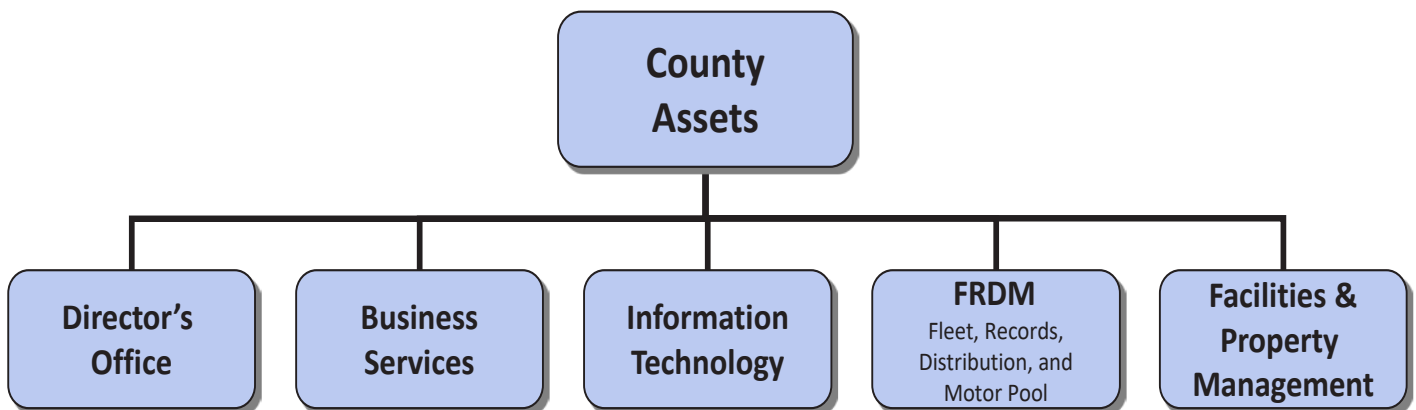 County
Assets
Director’s
Office
Business
Services
Information
Technology
FRDM
Fleet, Records,
Distribution, and
Motor Pool
Facilities &
Property
Management